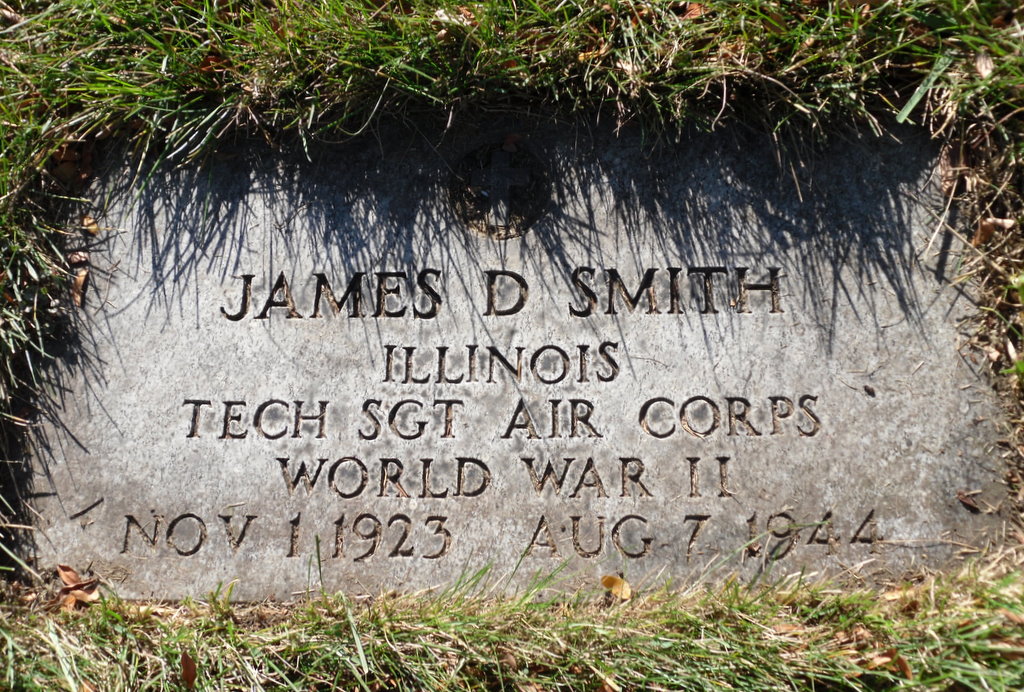 JAMES D SMITH
ILLINOIS
TECH SGT AIR CORPS
WORLD WAR II
NOV 1 1923 AUG 7 1944